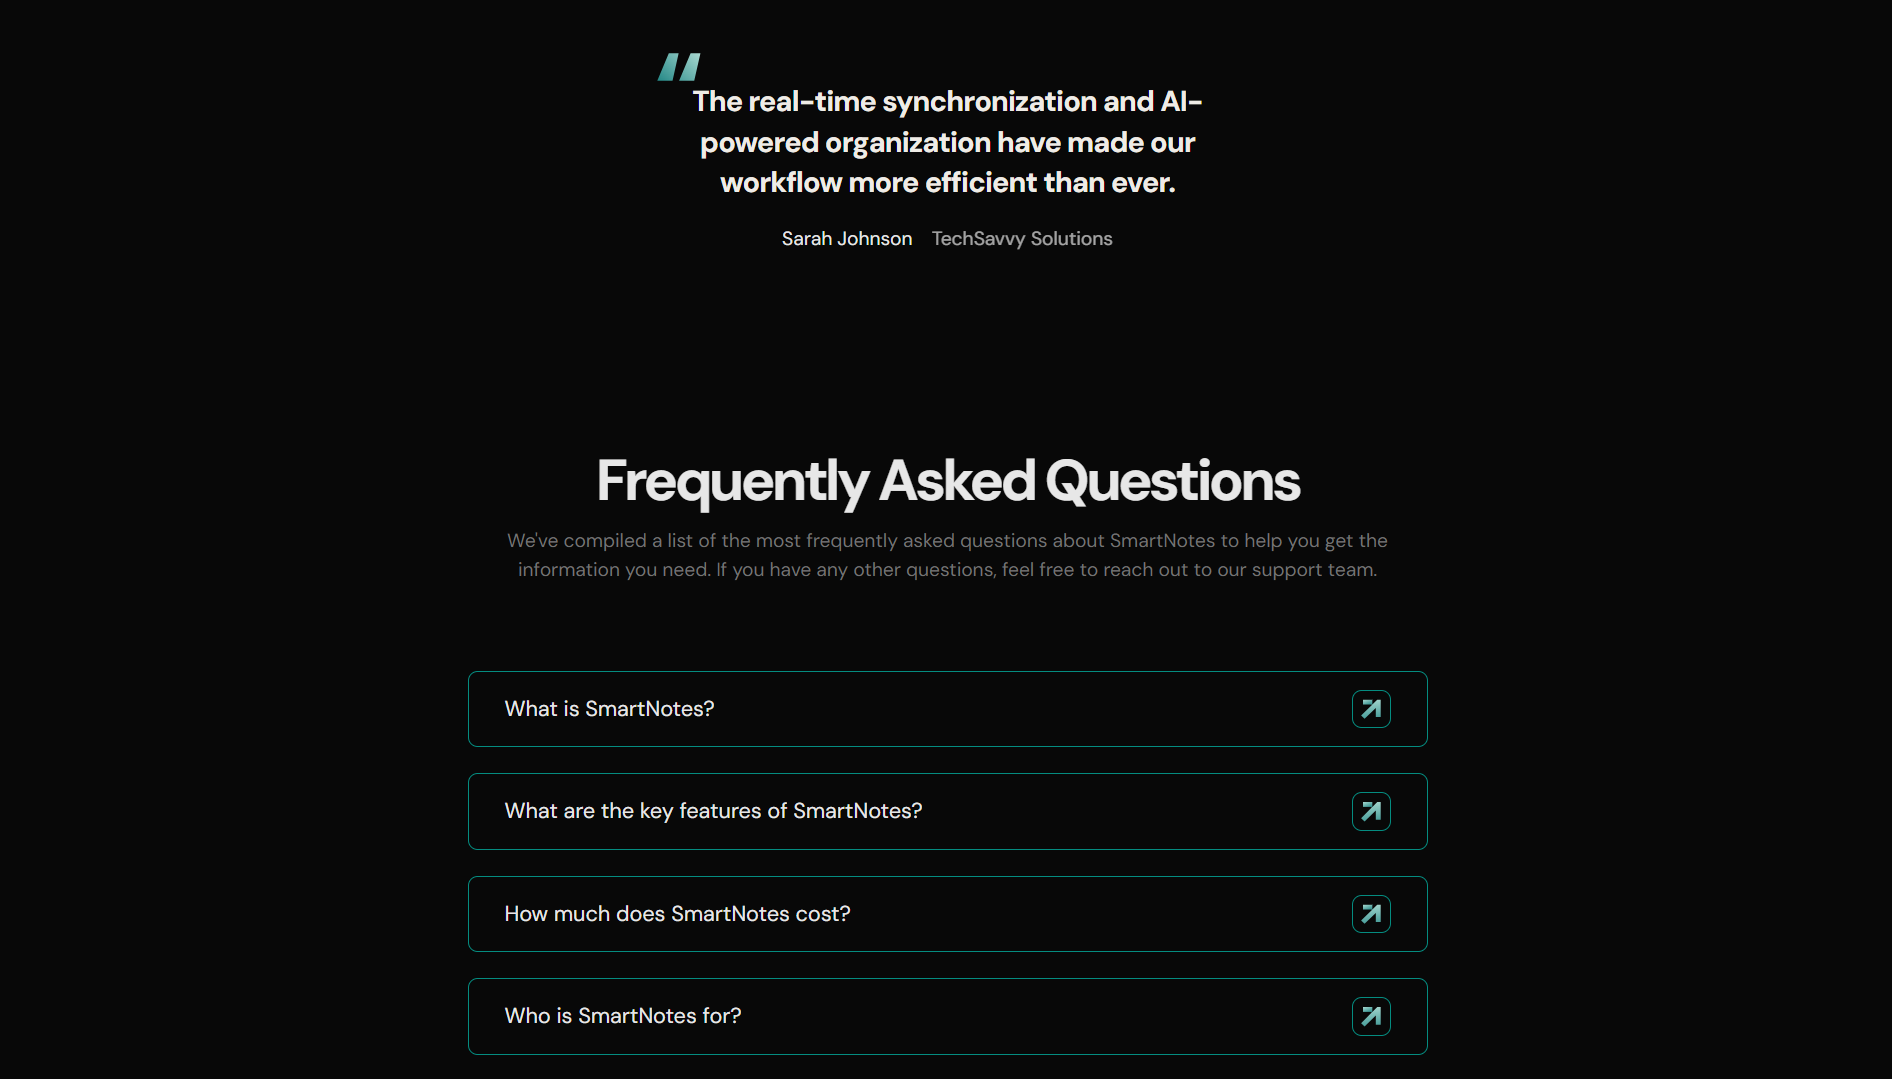 The real-time synchronization and AI-
powered organization have made our
workflow more efficient than ever.
Sarah Johnson TechSavvy Solutions
Frequently Asked Questions
We've compiled a list of the most frequently asked questions about SmartNotes to help you get the
information you need. If you have any other questions, feel free to reach out to our support team.
What is SmartNotes?
What are the key features of SmartNotes?
How much does SmartNotes cost?
Who is SmartNotes for?